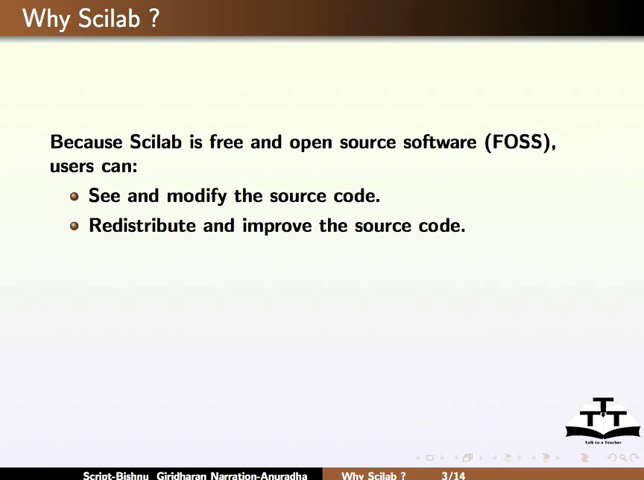 Why Scilab ?
Because Scilab is free and open source software (FOSS),
users can:
See and modify the source code.
Redistribute and improve the source code.
TTT
Talk to a Teacher
Script-Bishnu Giridharan Narration-Anuradha Why Scilab ? 3/14